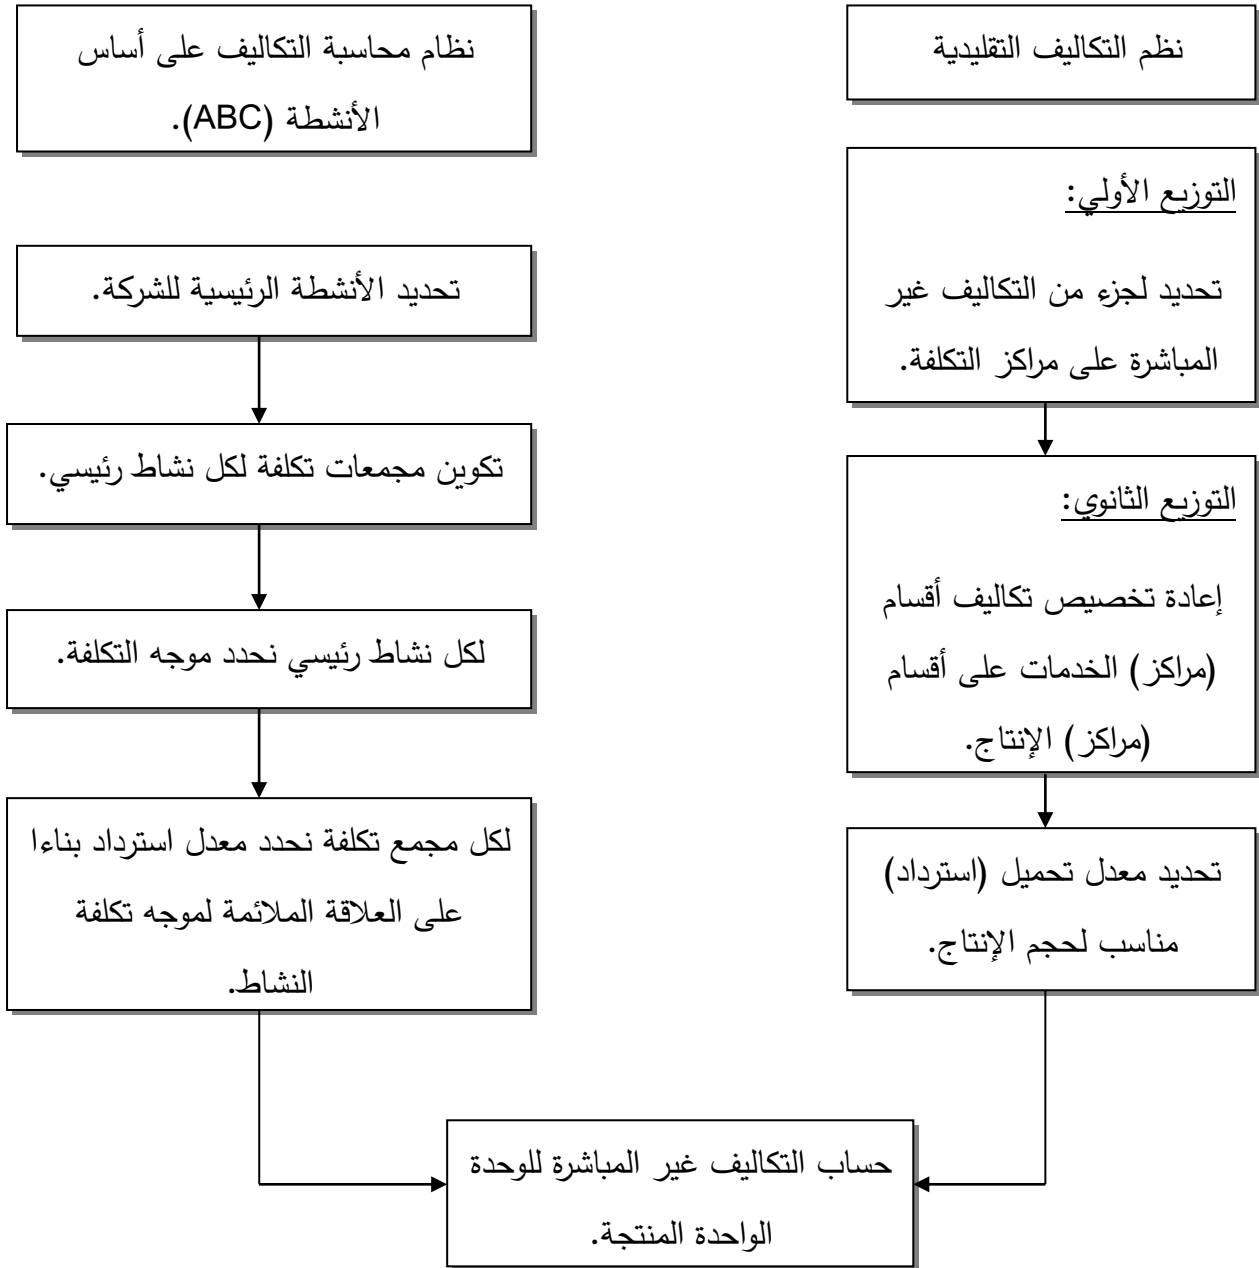 نظم التكاليف التقليدية
التوزيع الأولي:
تحديد لجزء من التكاليف غير
المباشرة على مراكز التكلفة.
التوزيع الثانوي:
إعادة تخصيص تكاليف أقسام
(مراكز) الخدمات على أقسام
(مراكز) الإنتاج.
تحديد معدل تحميل (استرداد)
مناسب لحجم الإنتاج.
نظام محاسبة التكاليف على أساس
الأنشطة (ABC).
تحديد الأنشطة الرئيسية للشركة.
تكوين مجمعات تكلفة لكل نشاط رئيسي.
لكل نشاط رئيسي نحدد موجه التكلفة.
لكل مجمع تكلفة نحدد معدل استرداد بناءا
على العلاقة الملائمة لموجه تكلفة
النشاط.
حساب التكاليف غير المباشرة للوحدة
الواحدة المنتجة.